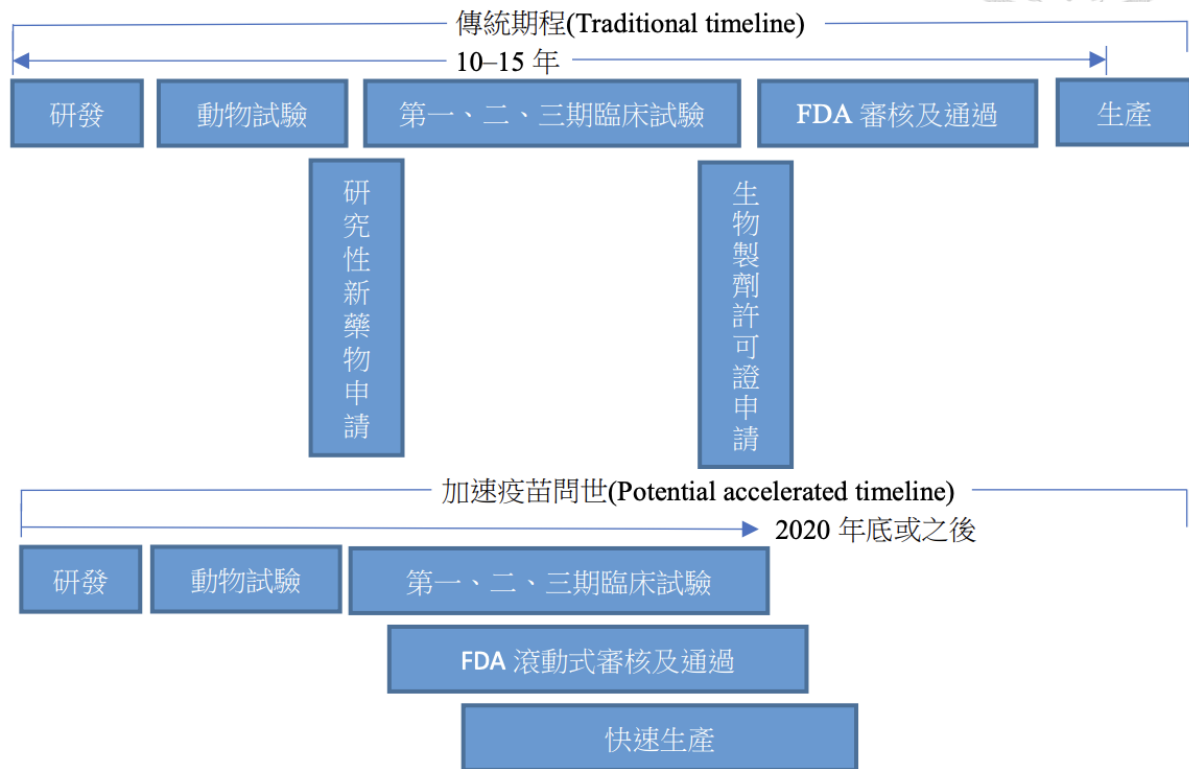 傳統期程(Traditional timeline)
10–15 年
研發
動物試驗
第一、二、三期臨床試驗
FDA 審核及通過
生產
研究性新藥物申請
生物製劑許可證申請
加速疫苗問世(Potential accelerated timeline)
2020 年底或之後
研發
動物試驗
第一、二、三期臨床試驗
FDA 滾動式審核及通過
快速生產